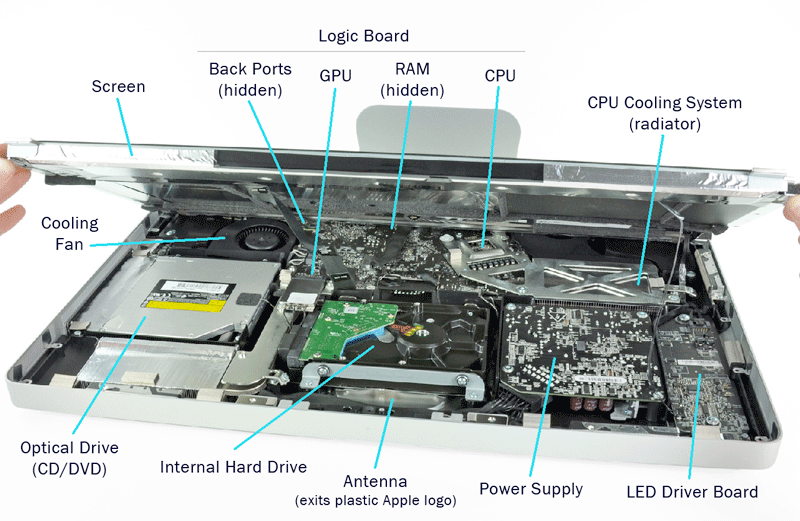 Logic Board
Back Ports
(hidden)
GPU
RAM
(hidden)
CPU
Screen
CPU Cooling System
(radiator)
Cooling
Fan
Optical Drive
(CD/DVD)
Internal Hard Drive
Antenna
(exits plastic Apple logo)
Power Supply
LED Driver Board